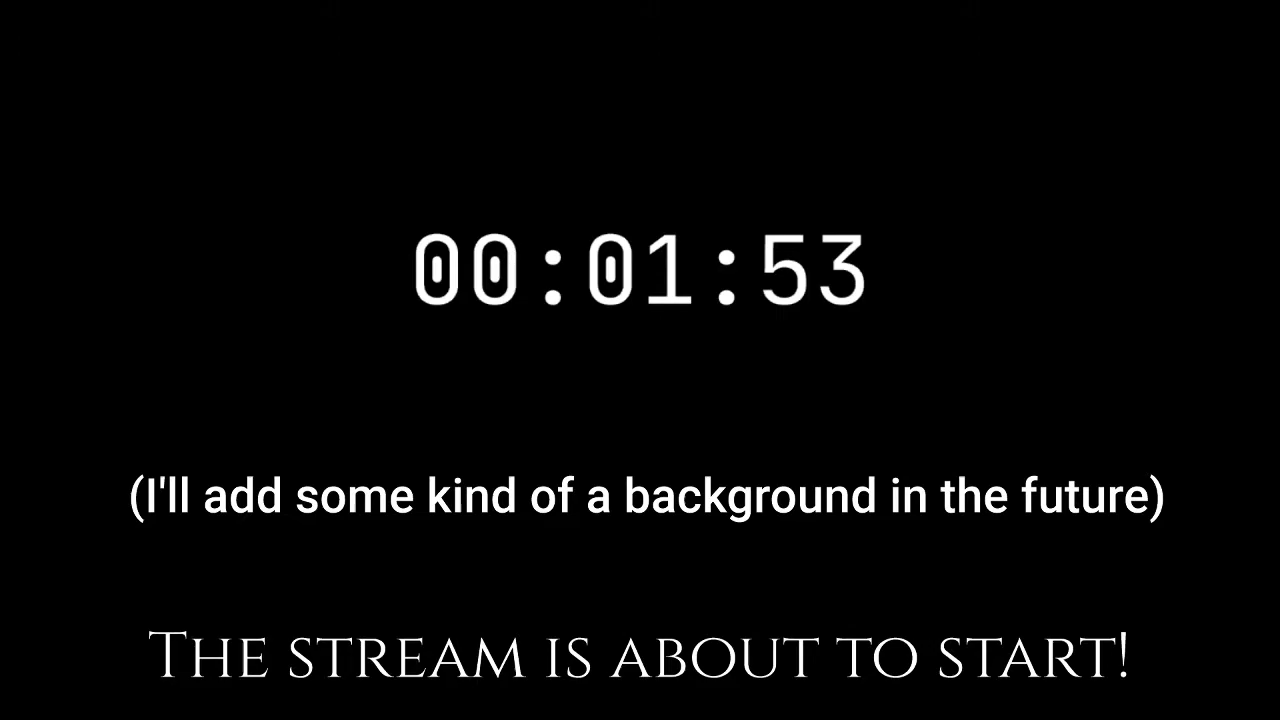 00:01:53
(I'll add some kind of a background in the future)
The stream is about to start!